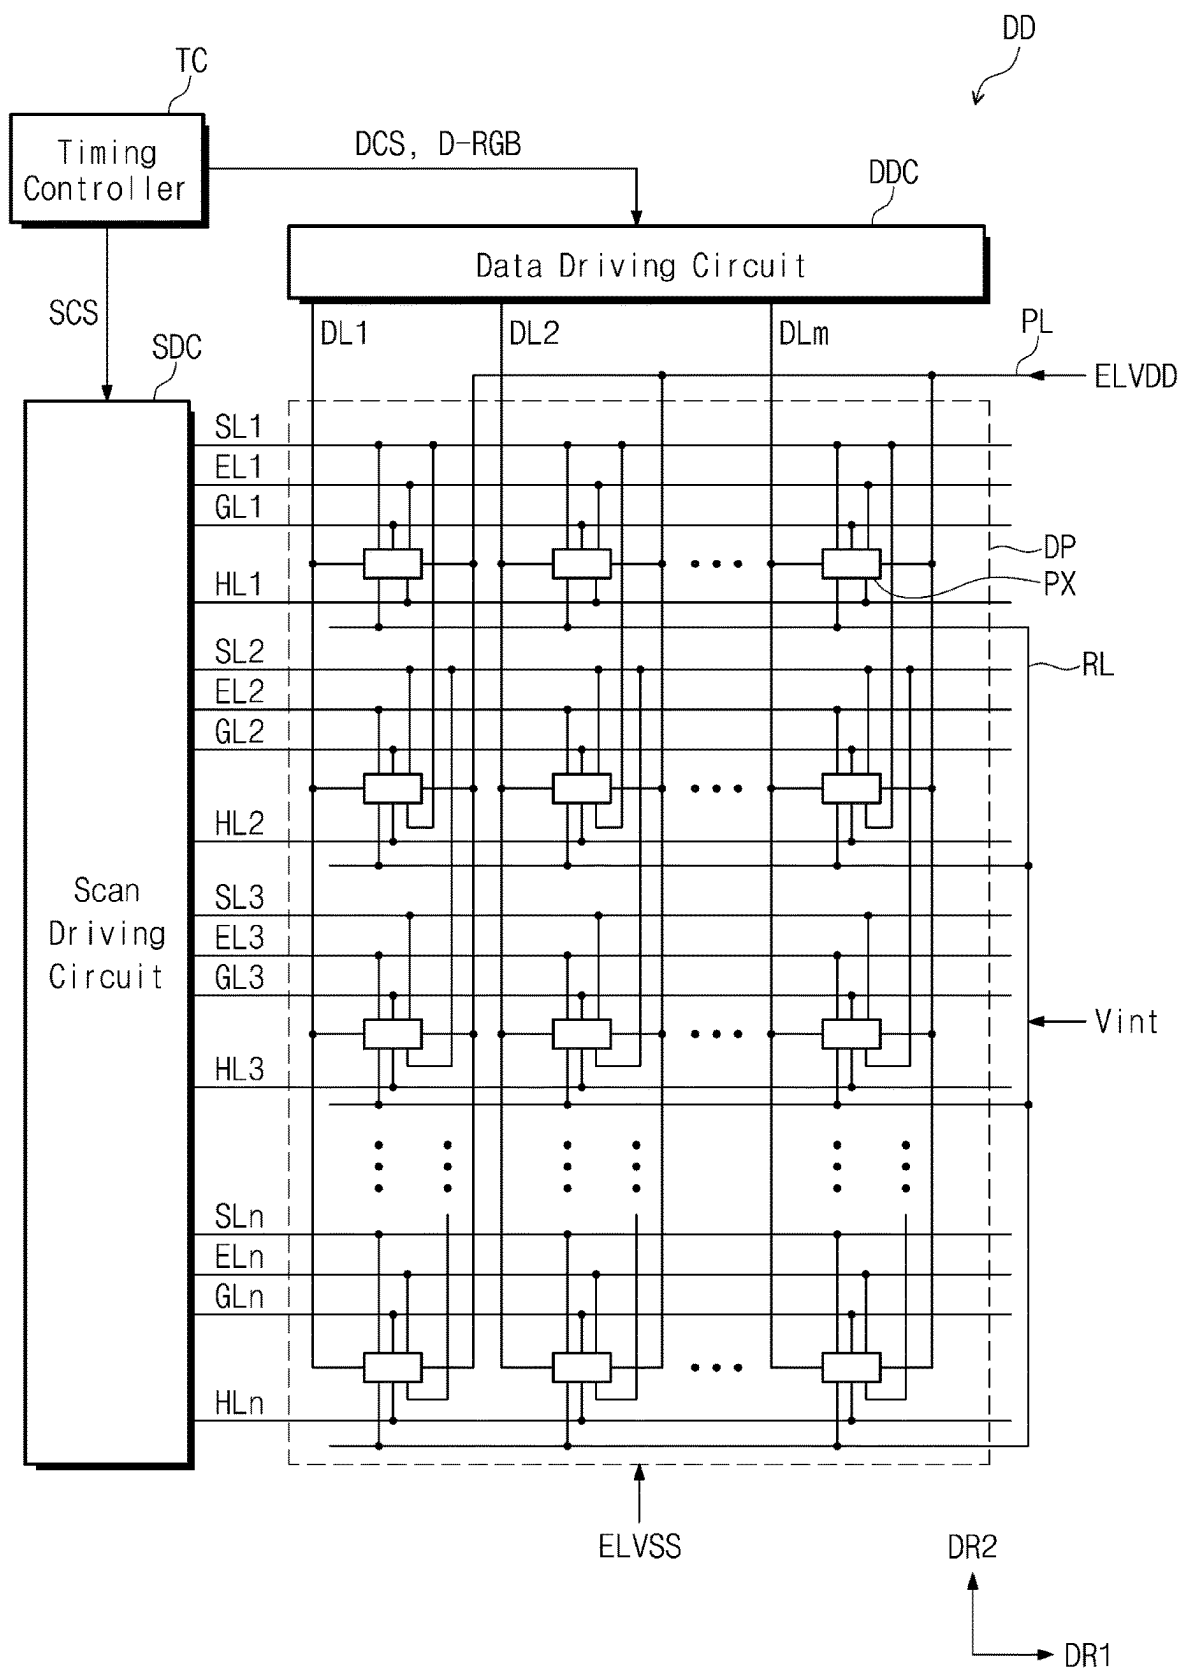 DD
TC
Timing
Controller
DCS, D-RGB
DDC
Data Driving Circuit
SCS
SDC
DL1
DL2
DLm
PL
ELVDD
SL1
EL1
GL1
DP
PX
HL1
SL2
RL
EL2
GL2
HL2
Scan
Driving
Circuit
SL3
EL3
GL3
Vint
HL3
SLn
ELn
GLn
HLn
ELVSS
DR2
DR1